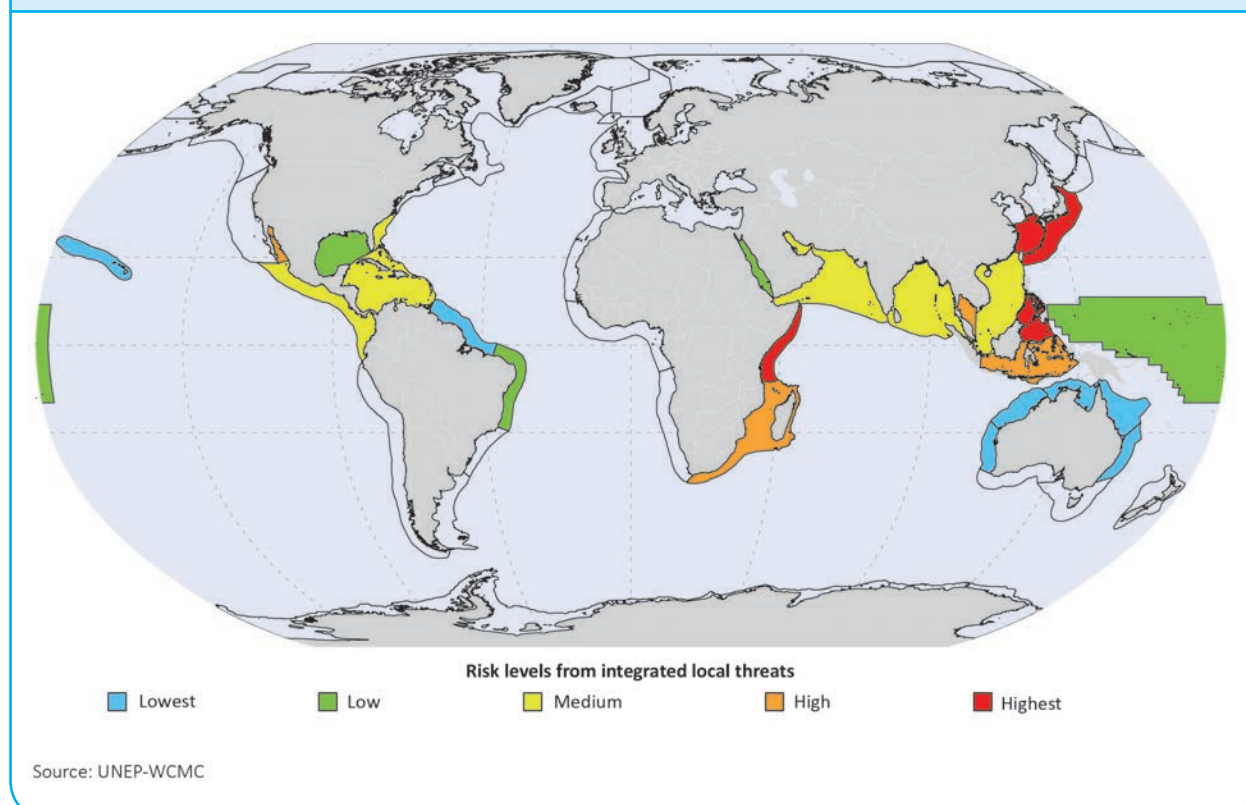 Risk levels from integrated local threats
Lowest Low Medium High Highest
Source: UNEP-WCMC